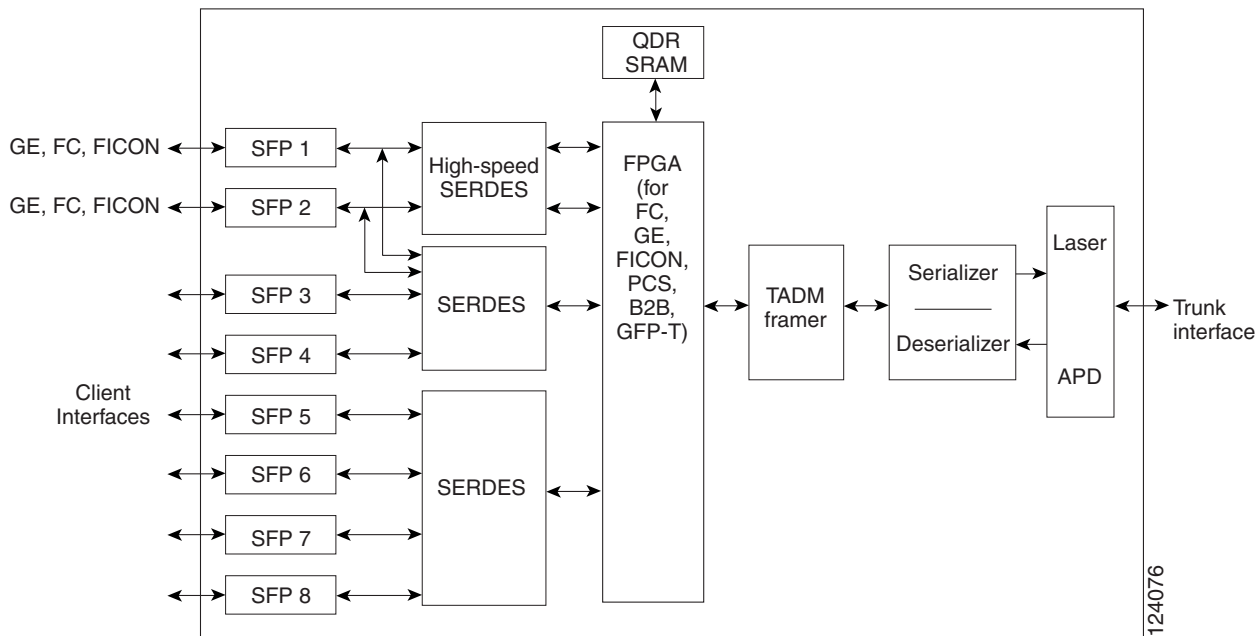 QDR
SRAM
GE, FC, FICON
SFP 1
High-speed
SERDES
FPGA
(for
FC,
GE,
FICON,
PCS,
B2B,
GFP-T)
GE, FC, FICON
SFP 2
SFP 3
SERDES
SFP 4
TADM
framer
Serializer
Deserializer
Laser
APD
Trunk
interface
Client
Interfaces
SFP 5
SFP 6
SERDES
SFP 7
SFP 8
124076